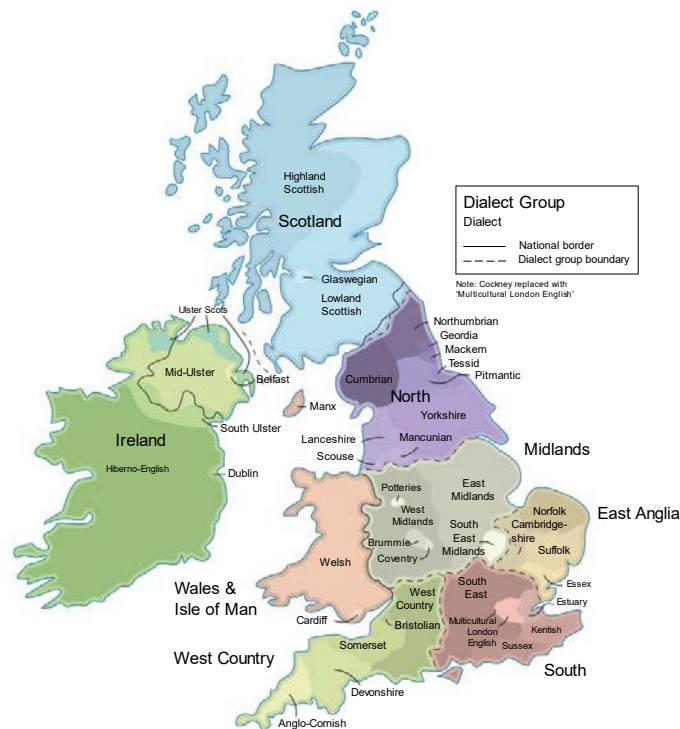 Highland
Scottish
Scotland
Dialect Group
Dialect
National border
Dialect group boundary
Note: Cockney replaced with
'Multicultural London English'
Glaswegian
Lowland
Scottish
Ulster Scots
Northumbrian
Geordia
Mackem
Tessid
Pitmantic
Mid-Ulster
Belfast
Cumbrian
North
Manx
Yorkshire
South Ulster
Ireland
Lanceshire
Mancunian
Scouse
Midlands
Hiberno-English
Dublin
Potteries
East
Midlands
West
Midlands
Norfolk
East Anglia
Cambridge-
shire
South
East
Midlands
Suffolk
Brummie
Coventry
Welsh
Wales &
Isle of Man
South
East
Essex
Estuary
West
Country
Cardiff
Bristolian
Multicultural
London
English
Kentish
Sussex
Somerset
West Country
South
Devonshire
Anglo-Cornish